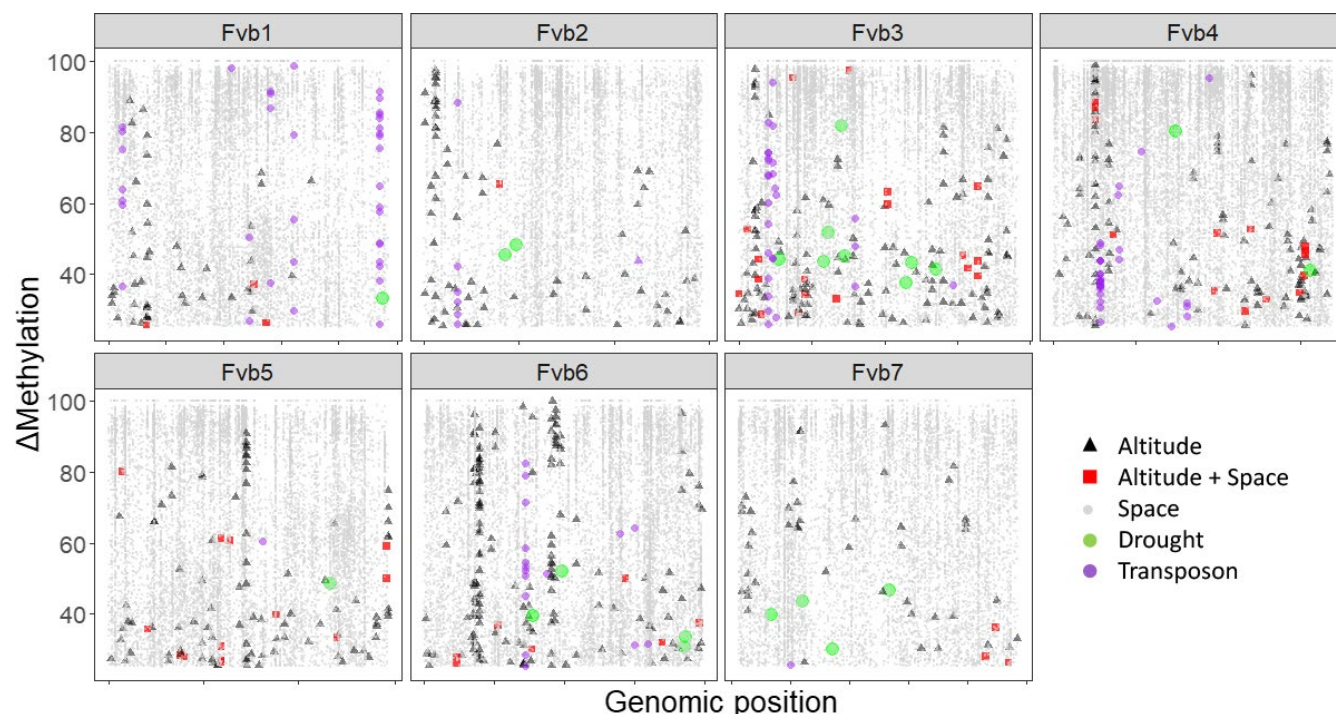 Fvb1 Fvb2 Fvb3 Fvb4
100
80
60
40
Fvb5 Fvb6 Fvb7
100
80
60
40
ΔMethylation
Genomic position
Altitude
Altitude + Space
Space
Drought
Transposon